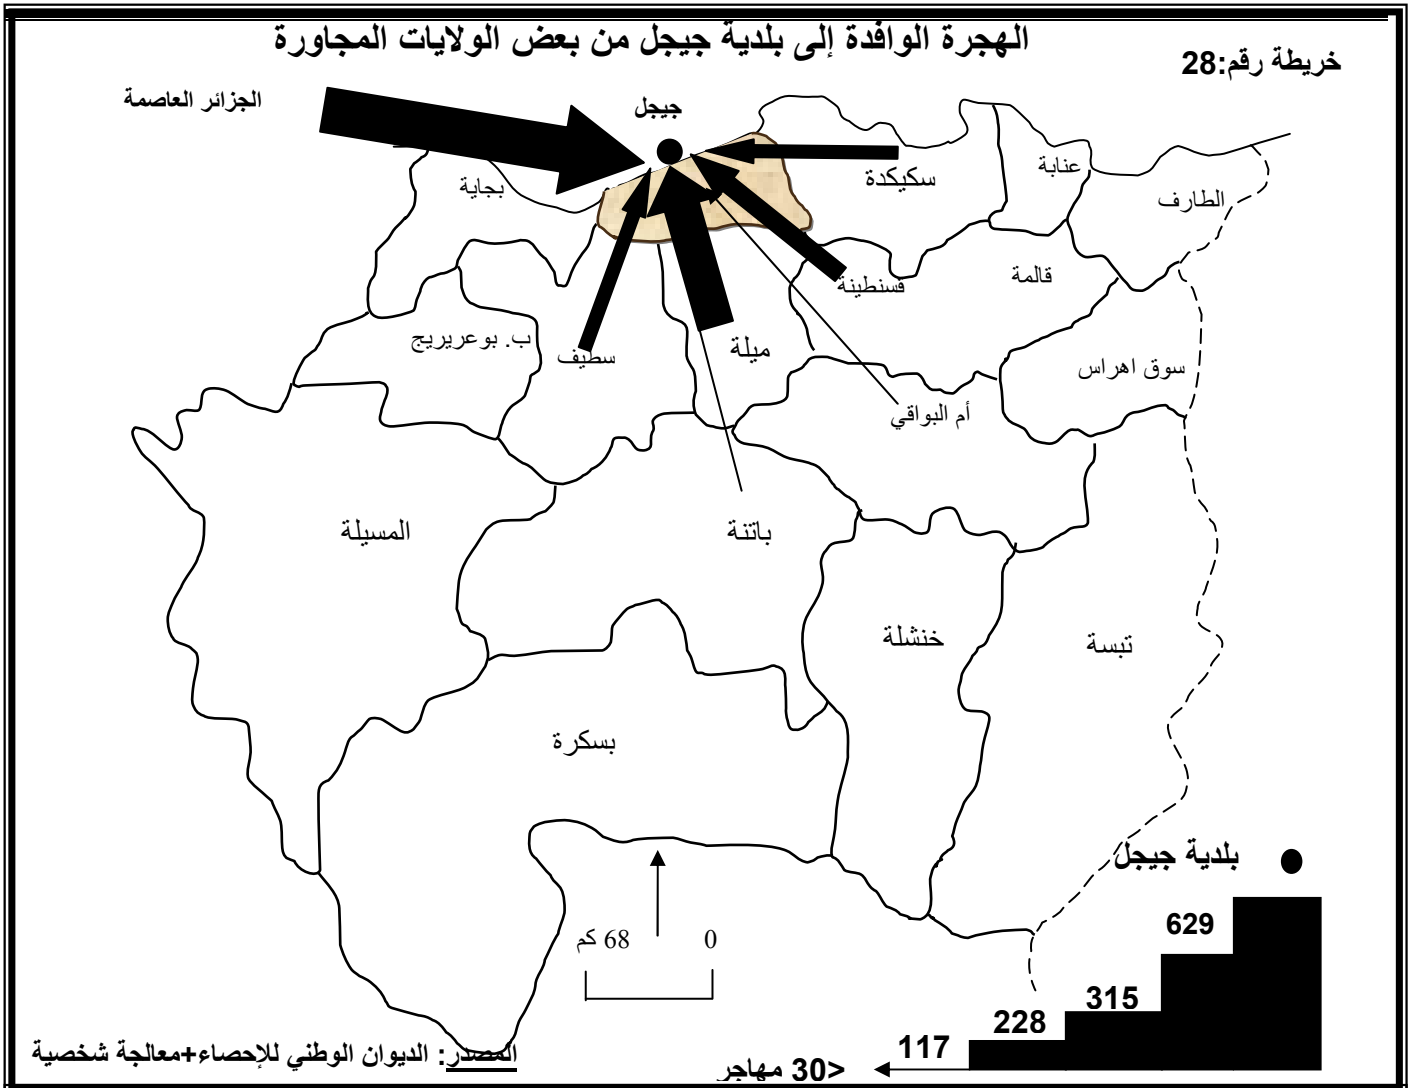 الهجرة الوافدة إلى بلدية جيجل من بعض الولايات المجاورة
خريطة رقم:28
الجزائر العاصمة
جيجل
سكيكدة
عنابة
الطارف
بجاية
قسنطينة
قالمة
ب. بوعريريج
سطيف
ميلة
سوق اهراس
أم البواقي
المسيلة
باتنة
خنشلة
تبسة
بسكرة
بلدية جيجل
629
315
228
117
<30 مهاجر
68 كم
0
المصدر: الديوان الوطني للإحصاء+معالجة شخصية